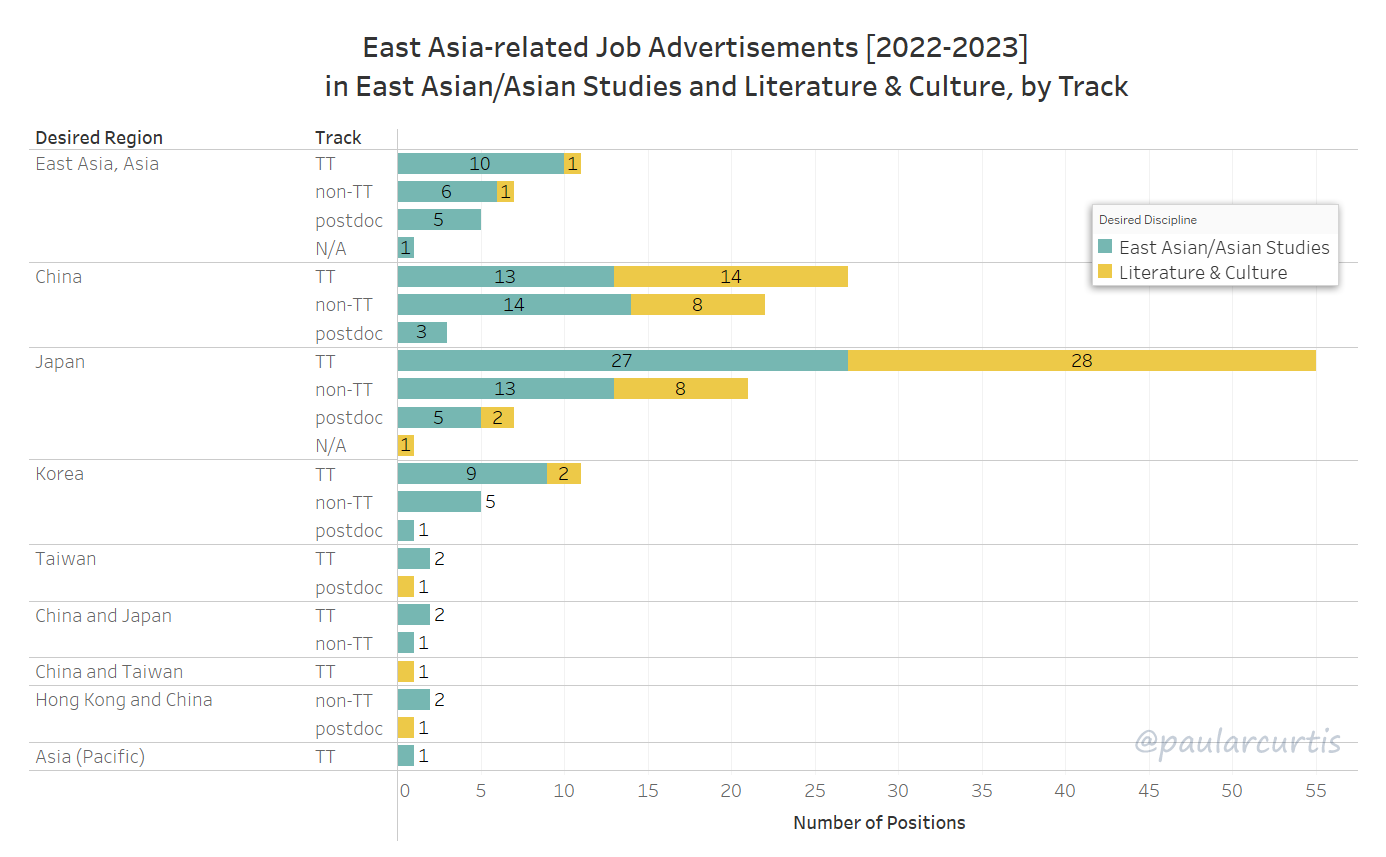 East Asia-related Job Advertisements [2022-2023]
in East Asian/Asian Studies and Literature & Culture, by Track
Desired Region Track
East Asia, Asia TT 10 1
non-TT 6 1
postdoc 5
N/A 1
Desired Discipline
East Asian/Asian Studies
Literature & Culture
China TT 13 14
non-TT 14 8
postdoc 3
Japan TT 27 28
non-TT 13 8
postdoc 5 2
N/A 1
Korea TT 9 2
non-TT 5
postdoc 1
Taiwan TT 2
postdoc 1
China and Japan TT 2
non-TT 1
China and Taiwan TT 1
Hong Kong and China non-TT 2
postdoc 1
@paularcurtis
Asia (Pacific) TT 1
0 5 10 15 20 25 30 35 40 45 50 55
Number of Positions